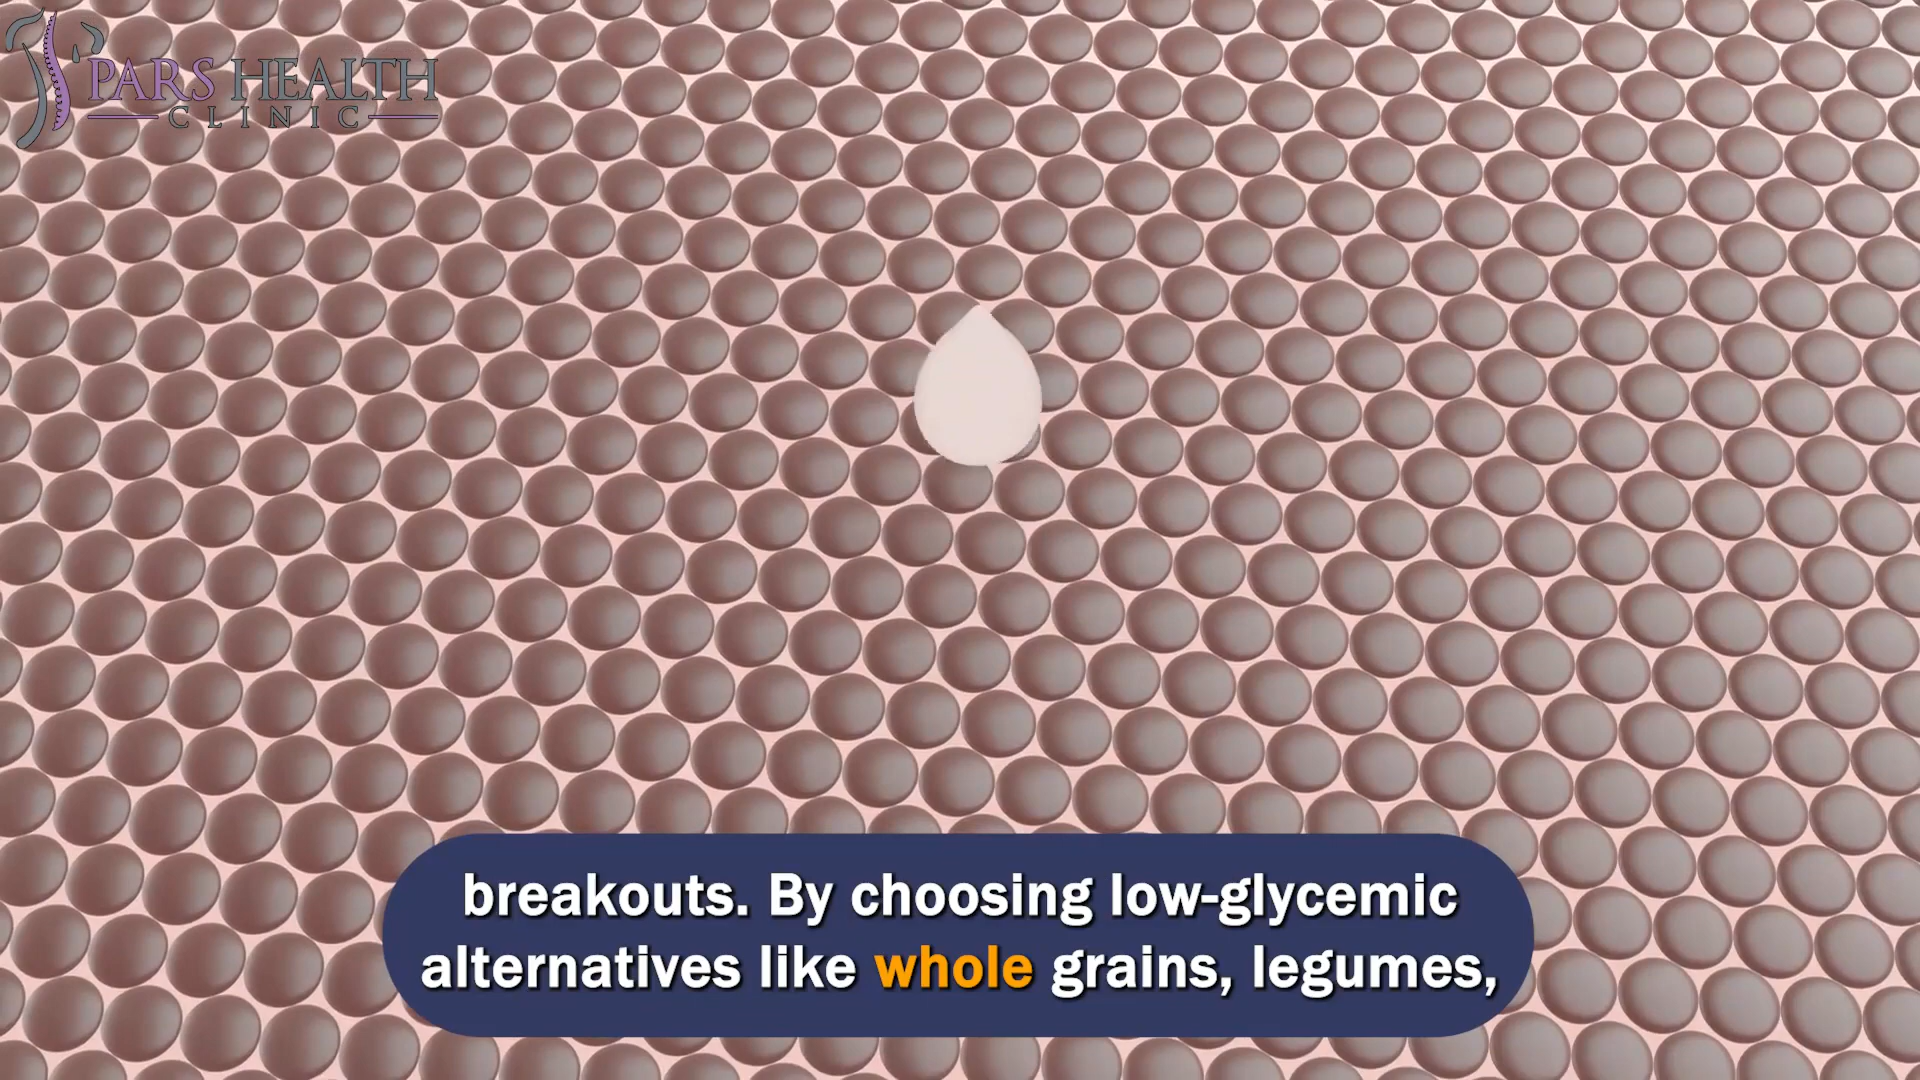 PARS HEALTH
CLINIC
breakouts. By choosing low-glycemic
alternatives like whole grains, legumes,